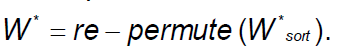 W* = re – permute (W*sort).